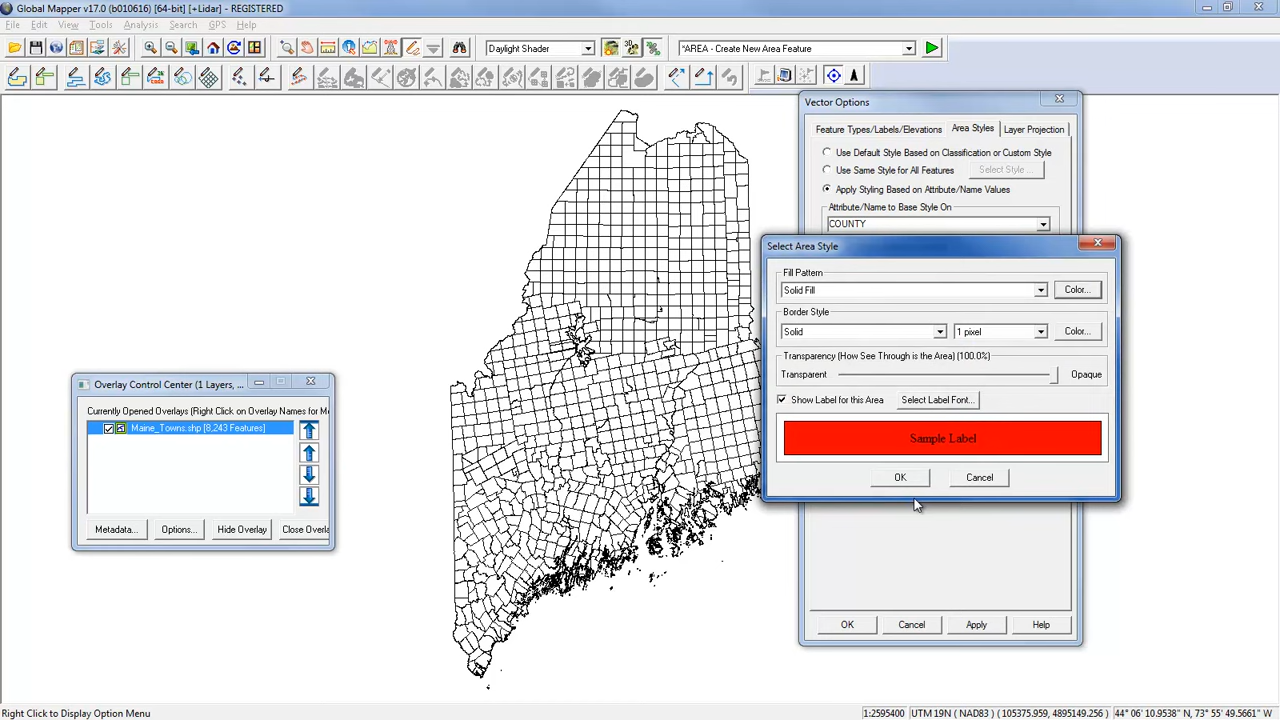 Global Mapper v17.0 (b010616) [64-bit] [+Lidar] - REGISTERED
File Edit View Tools Analysis Search GPS Help
Daylight Shader
*AREA - Create New Area Feature
Vector Options
Feature Types/Labels/Elevations Area Styles Layer Projection
Use Default Style Based on Classification or Custom Style
Use Same Style for All Features Select Style ...
Apply Styling Based on Attribute/Name Values
Attribute/Name to Base Style On
COUNTY
Select Area Style
Fill Pattern
Solid Fill Color...
Border Style
Solid 1 pixel Color...
Transparency (How See Through is the Area) (100.0%)
Transparent Opaque
Show Label for this Area Select Label Font...
Sample Label
OK Cancel
OK Cancel Apply Help
Overlay Control Center (1 Layers, ...
Currently Opened Overlays (Right Click on Overlay Names for M
Maine_Towns.shp [8,243 Features]
Metadata... Options... Hide Overlay Close Overla
Right Click to Display Option Menu
1:2595400 UTM 19N ( NAD83 ) ( 105375.959, 4895149.256 ) 44° 06' 10.9538" N, 73° 55' 49.5661" W